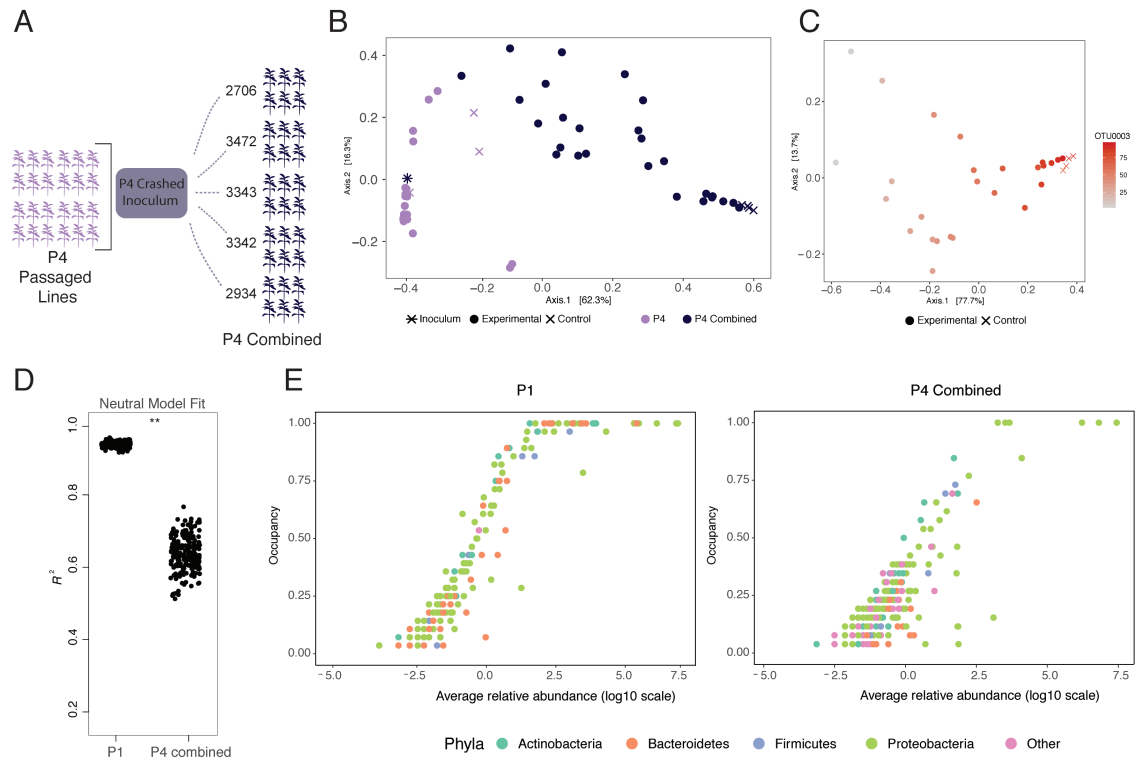 A
P4 Crashed
Inoculum
2706
3472
3343
3342
2934
P4
Passaged
Lines
P4 Combined
B
0.4
0.2
0.0
−0.2
Axis.2 [16.3%]
−0.4
−0.2
0.0
0.2
0.4
0.6
Axis.1 [62.3%]
Inoculum
Experimental
Control
P4
P4 Combined
C
0.2
0.0
−0.2
Axis.2 [13.7%]
−0.6
−0.4
−0.2
0.0
0.2
0.4
Axis.1 [77.7%]
OTU0003
75
50
25
Experimental
Control
D
Neutral Model Fit
**
1.0
0.8
0.6
0.4
0.2
R²
P1
P4 combined
E
P1
1.00
0.75
0.50
0.25
0.00
Occupancy
−5.0
−2.5
0.0
2.5
5.0
7.5
Average relative abundance (log10 scale)
P4 Combined
1.00
0.75
0.50
0.25
0.00
Occupancy
−5.0
−2.5
0.0
2.5
5.0
7.5
Average relative abundance (log10 scale)
Phyla
Actinobacteria
Bacteroidetes
Firmicutes
Proteobacteria
Other